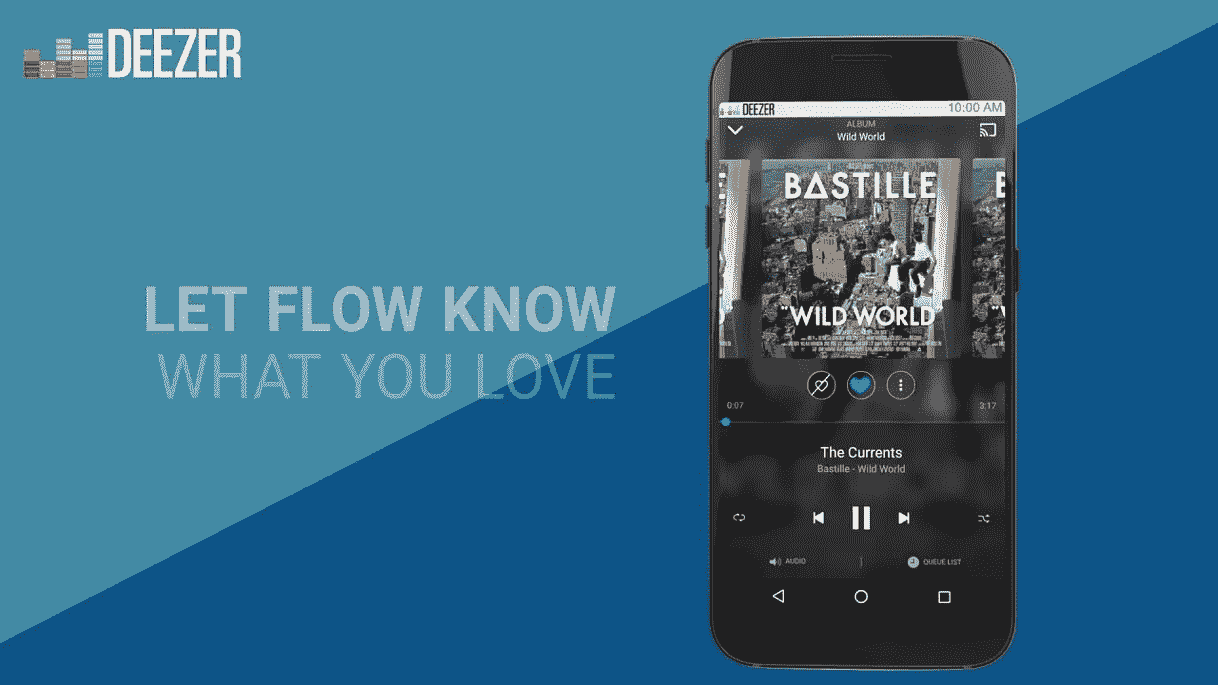 DEEZER
LET FLOW KNOW
WHAT YOU LOVE
DEEZER
10:00 AM
ALBUM
Wild World
BASTILLE
"WILD WORLD"
0:07
3:17
The Currents
Bastille - Wild World
AUDIO
QUEUE LIST